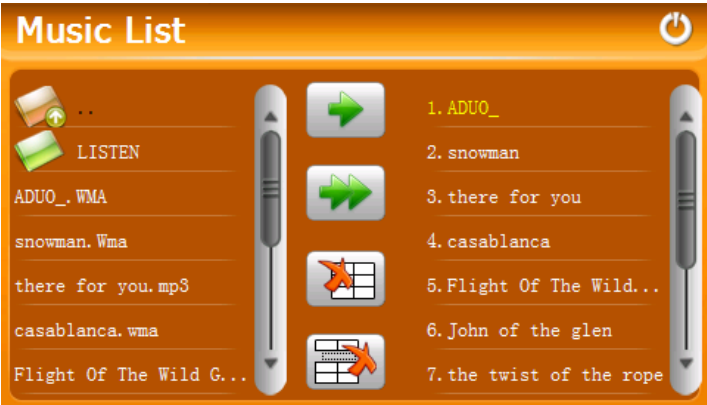 Music List
..
LISTEN
ADUO_.WMA
snowman.Wma
there for you.mp3
casablanca.wma
Flight Of The Wild G...
1.ADUO_
2.snowman
3.there for you
4.casablanca
5.Flight Of The Wild...
6.John of the glen
7.the twist of the rope